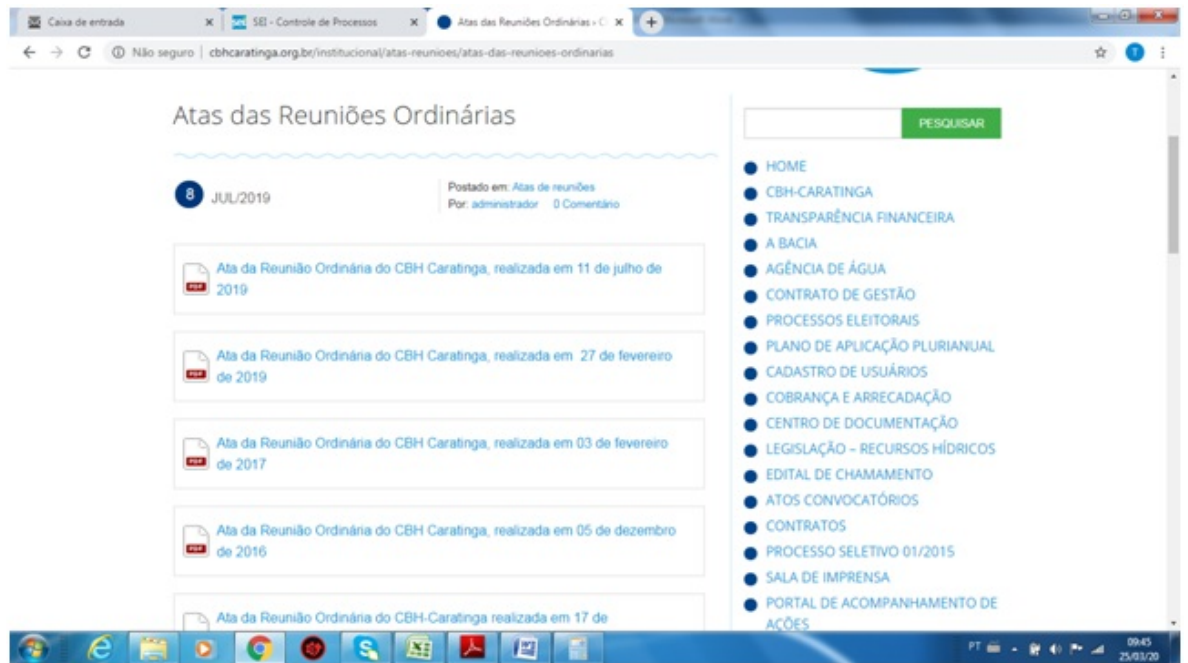 Caixa de entrada
SEI - Controle de Processos
Atas das Reuniões Ordinárias › C
Não seguro | cbhcaratinga.org.br/institucional/atas-reunioes/atas-das-reunioes-ordinarias
T
Atas das Reuniões Ordinárias
8 JUL/2019
Postado em: Atas de reuniões
Por: administrador 0 Comentário
Ata da Reunião Ordinária do CBH Caratinga, realizada em 11 de julho de
2019
Ata da Reunião Ordinária do CBH Caratinga, realizada em 27 de fevereiro
de 2019
Ata da Reunião Ordinária do CBH Caratinga, realizada em 03 de fevereiro
de 2017
Ata da Reunião Ordinária do CBH Caratinga, realizada em 05 de dezembro
de 2016
Ata da Reunião Ordinária do CBH-Caratinga realizada em 17 de
PESQUISAR
HOME
CBH-CARATINGA
TRANSPARÊNCIA FINANCEIRA
A BACIA
AGÊNCIA DE ÁGUA
CONTRATO DE GESTÃO
PROCESSOS ELEITORAIS
PLANO DE APLICAÇÃO PLURIANUAL
CADASTRO DE USUÁRIOS
COBRANÇA E ARRECADAÇÃO
CENTRO DE DOCUMENTAÇÃO
LEGISLAÇÃO – RECURSOS HÍDRICOS
EDITAL DE CHAMAMENTO
ATOS CONVOCATÓRIOS
CONTRATOS
PROCESSO SELETIVO 01/2015
SALA DE IMPRENSA
PORTAL DE ACOMPANHAMENTO DE
AÇÕES
PT
09:45
25/03/20